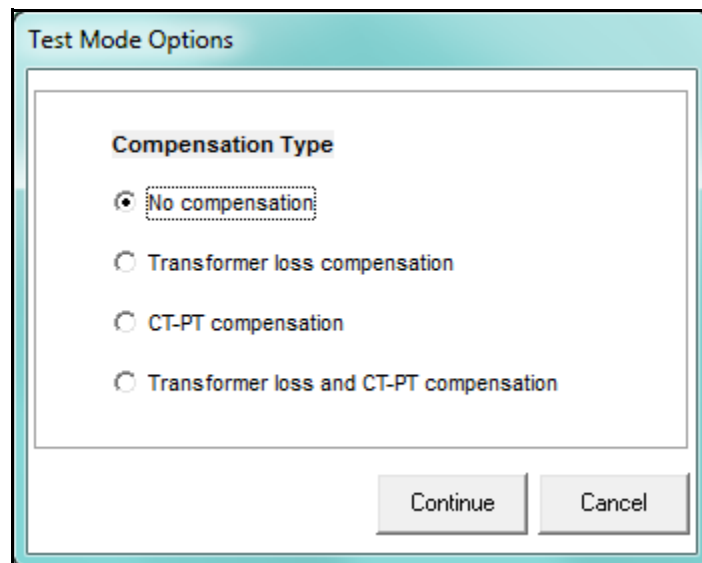 Test Mode Options
Compensation Type
No compensation
Transformer loss compensation
CT-PT compensation
Transformer loss and CT-PT compensation
Continue Cancel